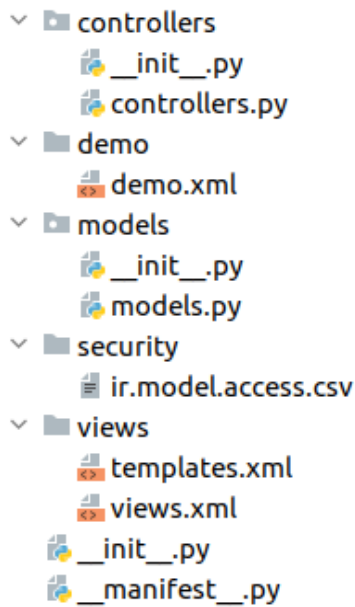 controllers
__init__.py
controllers.py
demo
demo.xml
models
__init__.py
models.py
security
ir.model.access.csv
views
templates.xml
views.xml
__init__.py
__manifest__.py